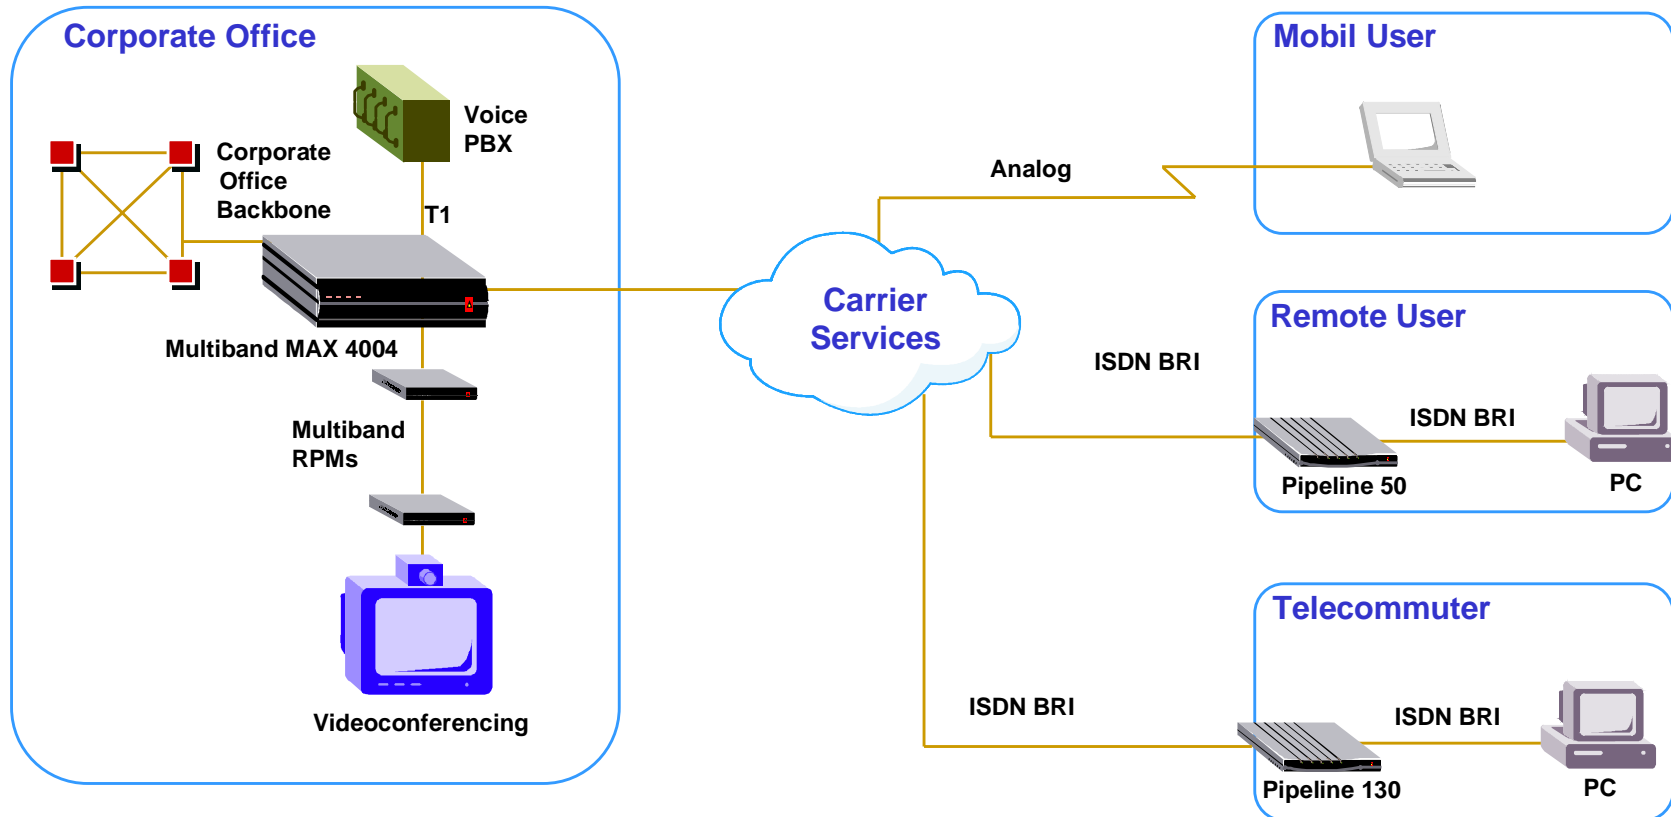 Corporate Office
Voice
PBX
Corporate
Office
Backbone
T1
Multiband MAX 4004
Multiband
RPMs
Videoconferencing
Carrier
Services
Analog
Mobil User
ISDN BRI
Remote User
ISDN BRI
Pipeline 50
PC
ISDN BRI
Telecommuter
ISDN BRI
Pipeline 130
PC